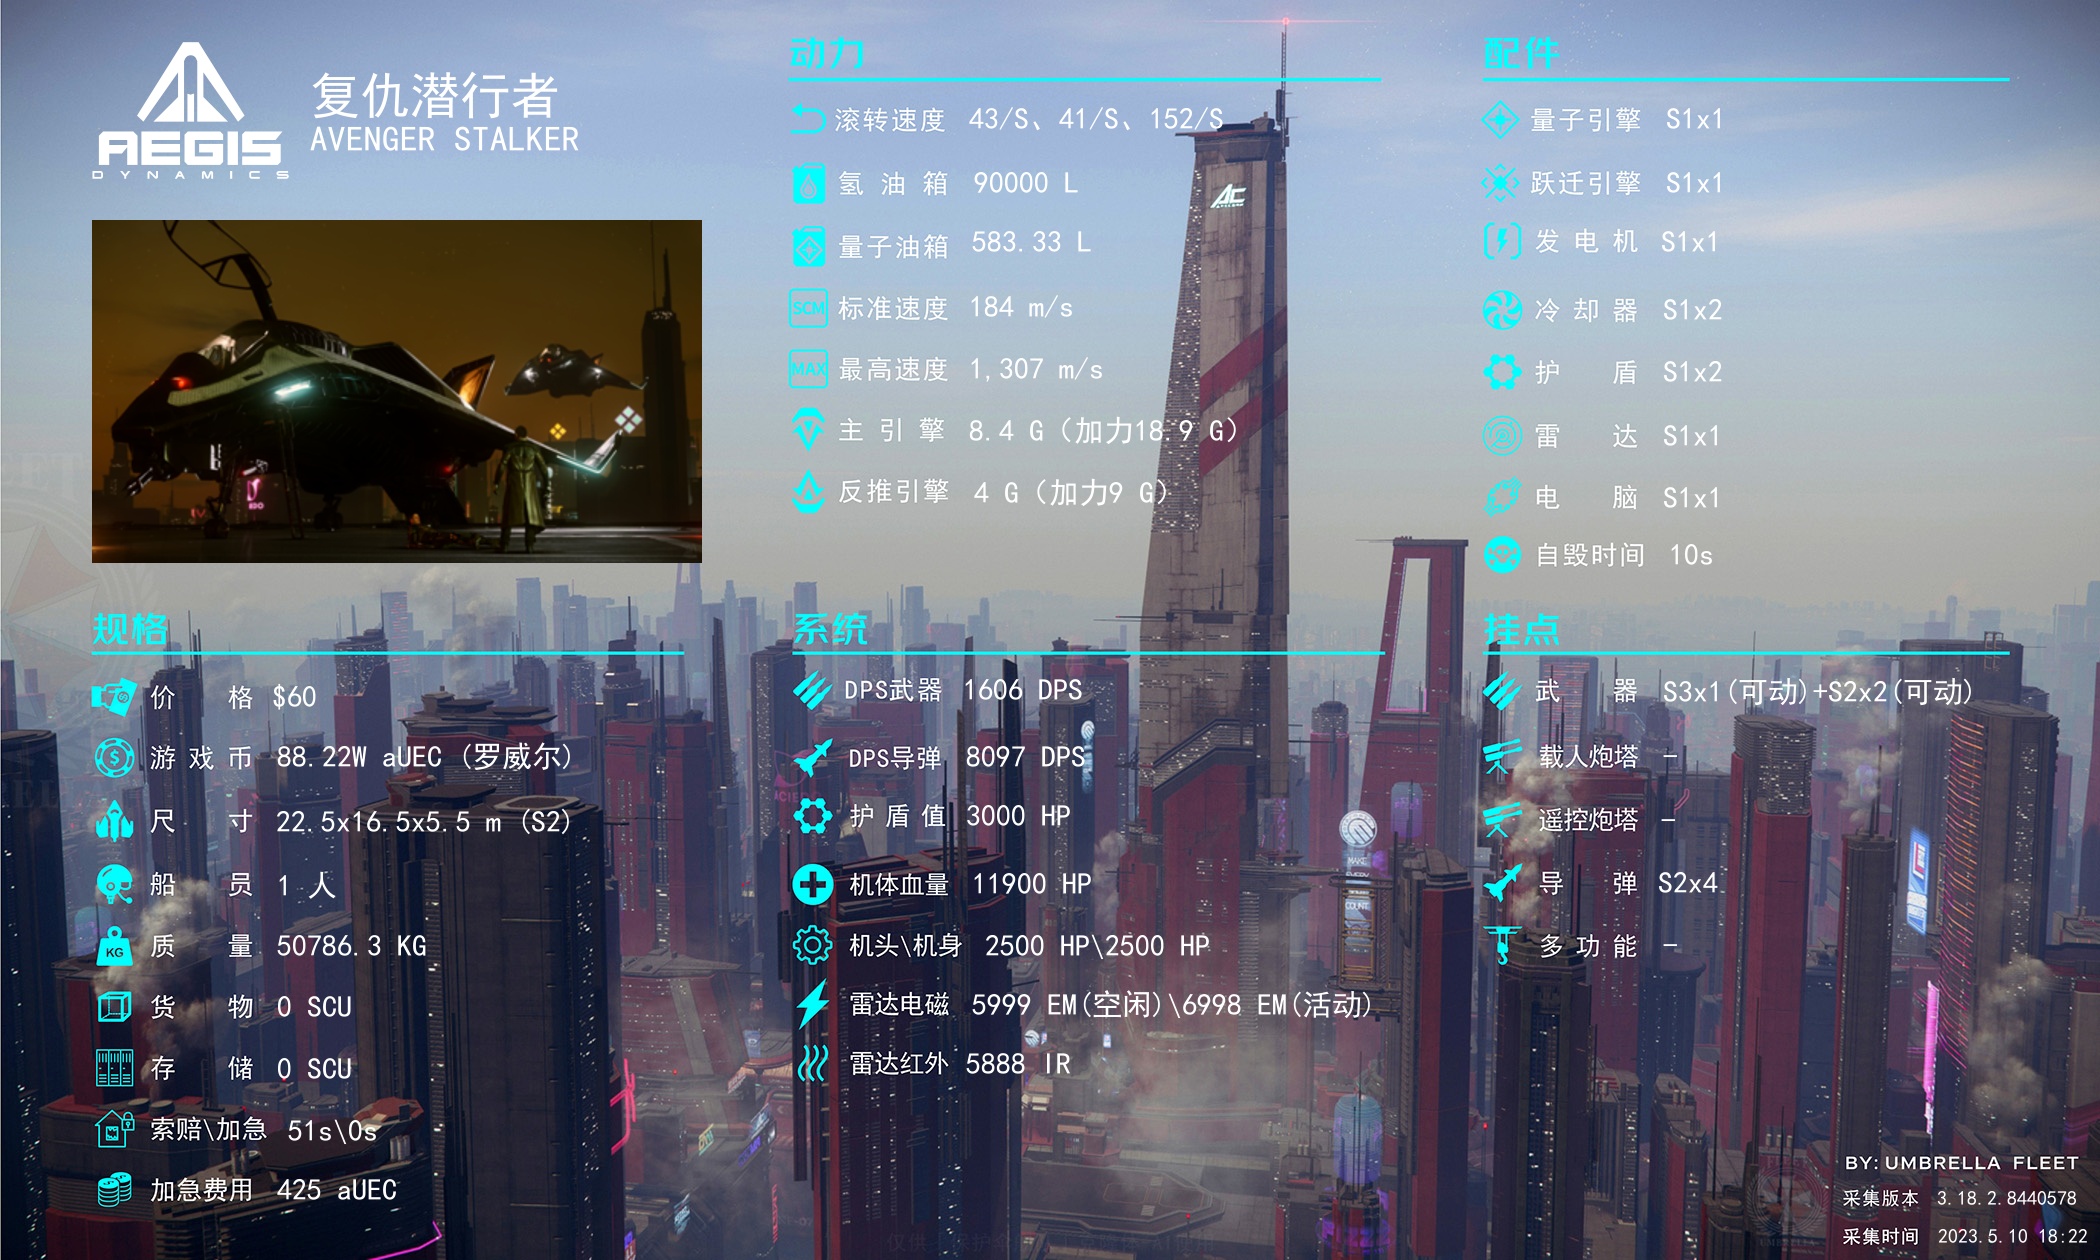 AEGIS
DYNAMICS
复仇潜行者
AVENGER STALKER
动力
滚转速度 43/S、41/S、152/S
氢油箱 90000 L
量子油箱 583.33 L
SCM 标准速度 184 m/s
MAX 最高速度 1,307 m/s
主引擎 8.4 G（加力18.9 G）
反推引擎 4 G（加力9 G）
配件
量子引擎 S1x1
跃迁引擎 S1x1
发电机 S1x1
冷却器 S1x2
护盾 S1x2
雷达 S1x1
电脑 S1x1
自毁时间 10s
规格
价格 $60
游戏币 88.22W aUEC (罗威尔)
尺寸 22.5x16.5x5.5 m (S2)
船员 1 人
KG 质量 50786.3 KG
货物 0 SCU
存储 0 SCU
索赔\加急 51s\0s
加急费用 425 aUEC
系统
DPS武器 1606 DPS
DPS导弹 8097 DPS
护盾值 3000 HP
机体血量 11900 HP
机头\机身 2500 HP\2500 HP
雷达电磁 5999 EM(空闲)\6998 EM(活动)
雷达红外 5888 IR
挂点
武器 S3x1(可动)+S2x2(可动)
载人炮塔 -
遥控炮塔 -
导弹 S2x4
多功能 -
AC
MAKE
EVERY
COUNT
BY: UMBRELLA FLEET
采集版本 3.18.2.8440578
采集时间 2023.5.10 18:22